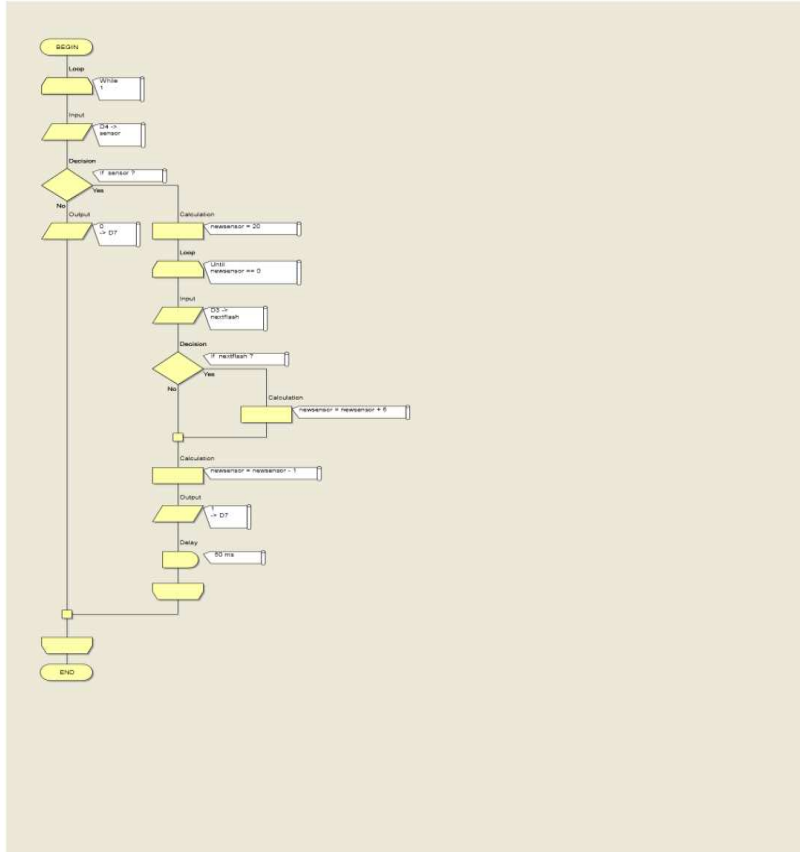 BEGIN
Loop
While
1
Input
D4 ->
sensor
Decision
if sensor ?
Yes
No
Output
0
-> D7
Calculation
newsensor = 20
Loop
Until
newsensor == 0
Input
D3 ->
nextflash
Decision
if nextflash ?
Yes
No
Calculation
newsensor = newsensor + 5
Calculation
newsensor = newsensor - 1
Output
1
-> D7
Delay
50 ms
END